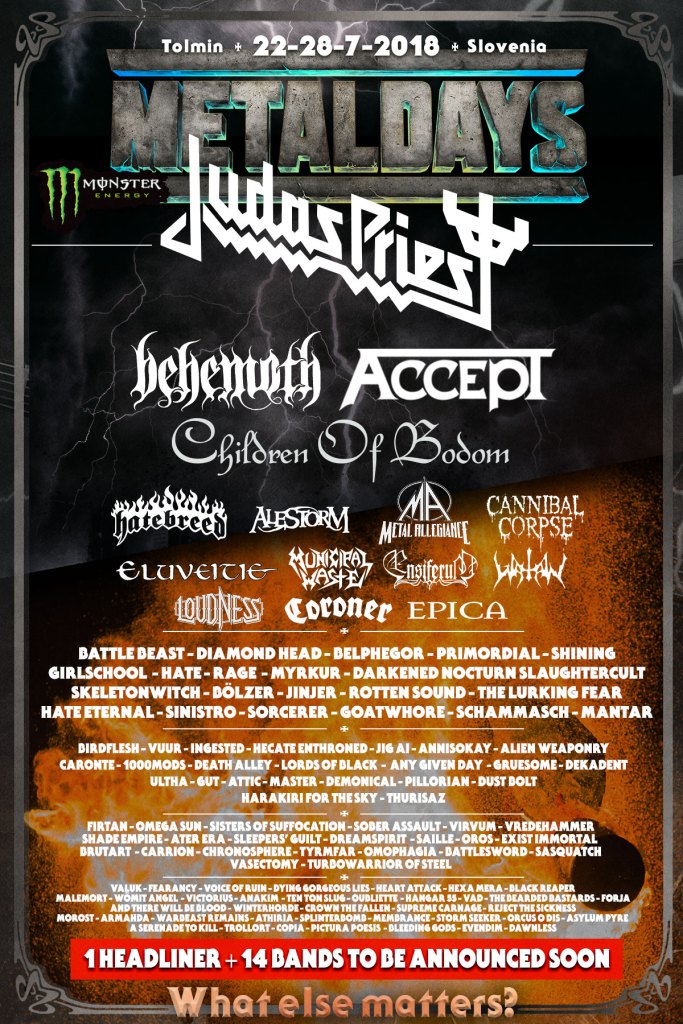 Tolmin + 22-28-7-2018 + Slovenia
METALDAYS
MONSTER
ENERGY
Judas Priest
behemoth ACCEPT
Children Of Bodom
hatebreed ALESTORM MA METAL ALLEGIANCE CANNIBAL CORPSE
ELUVEITIE MUNICIPAL WASTE Ensiferum WATAIN
LOUDNESS Coroner EPICA
BATTLE BEAST - DIAMOND HEAD - BELPHEGOR - PRIMORDIAL - SHINING
GIRLSCHOOL - HATE - RAGE - MYRKUR - DARKENED NOCTURN SLAUGHTERCULT
SKELETONWITCH - BÖLZER - JINJER - ROTTEN SOUND - THE LURKING FEAR
HATE ETERNAL - SINISTRO - SORCERER - GOATWHORE - SCHAMMASCH - MANTAR
BIRDFLESH - VUUR - INGESTED - HECATE ENTHRONED - JIG AI - ANNISOKAY - ALIEN WEAPONRY
CARONTE - 1000MODS - DEATH ALLEY - LORDS OF BLACK - ANY GIVEN DAY - GRUESOME - DEKADENT
ULTHA - GUT - ATTIC - MASTER - DEMONICAL - PILLORIAN - DUST BOLT
HARAKIRI FOR THE SKY - THURISAZ
FIRTAN - OMEGA SUN - SISTERS OF SUFFOCATION - SOBER ASSAULT - VIRVUM - VREDEHAMMER
SHADE EMPIRE - ATER ERA - SLEEPERS' GUILT - DREAMSPIRIT - SAILLE - OROS - EXIST IMMORTAL
BRUTART - CARRION - CHRONOSPHERE - TYRMFAR - OMOPHAGIA - BATTLESWORD - SASQUATCH
VASECTOMY - TURBOWARRIOR OF STEEL
VALUK - FEARANCY - VOICE OF RUIN - DYING GORGEOUS LIES - HEART ATTACK - HEXA MERA - BLACK REAPER
MALEMORT - WOMIT ANGEL - VICTORIUS - ANAKIM - TEN TON SLUG - OUBLIETTE - HANGAR 55 - VAD - THE BEARDED BASTARDS - FORJA
AND THERE WILL BE BLOOD - WINTERHORDE - CROWN THE FALLEN - SUPREME CARNAGE - REJECT THE SICKNESS
MOROST - ARMAHDA - WARBEAST REMAINS - ATHIRIA - SPLINTERBOMB - MEMBRANCE - STORM SEEKER - ORCUS O DIS - ASYLUM PYRE
A SERENADE TO KILL - TROLLORT - COPIA - PICTURA POESIS - BLEEDING GODS - EVENDIM - DAWNLESS
1 HEADLINER + 14 BANDS TO BE ANNOUNCED SOON
What else matters?